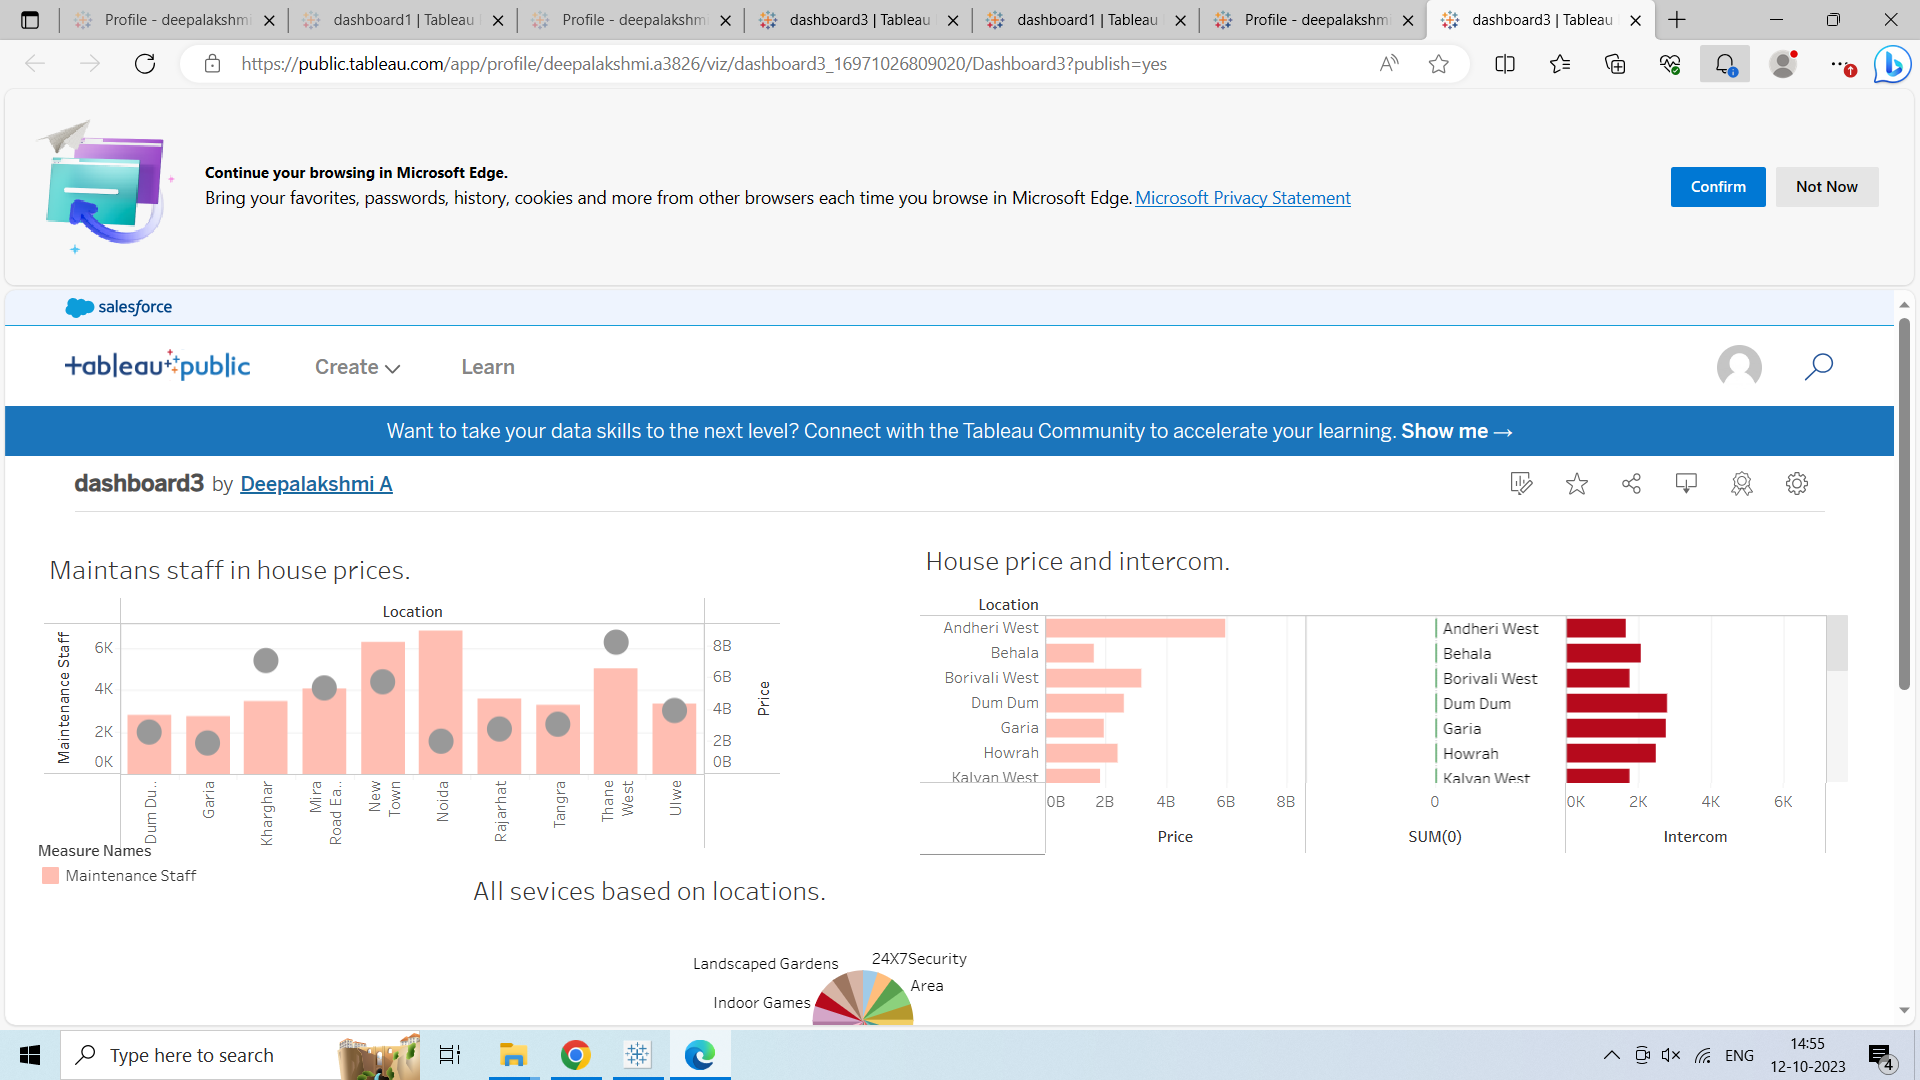 Profile - deepalakshmi
dashboard1 | Tableau
Profile - deepalakshmi
dashboard3 | Tableau
dashboard1 | Tableau
Profile - deepalakshmi
dashboard3 | Tableau
https://public.tableau.com/app/profile/deepalakshmi.a3826/viz/dashboard3_16971026809020/Dashboard3?publish=yes
Continue your browsing in Microsoft Edge.
Bring your favorites, passwords, history, cookies and more from other browsers each time you browse in Microsoft Edge. Microsoft Privacy Statement
Confirm
Not Now
salesforce
tableau public
Create
Learn
Want to take your data skills to the next level? Connect with the Tableau Community to accelerate your learning. Show me →
dashboard3 by Deepalakshmi A
Maintans staff in house prices.
Location
Maintenance Staff
6K
4K
2K
0K
8B
6B
4B
2B
0B
Price
Dum Du..
Garia
Kharghar
Mira
Road Ea..
New
Town
Noida
Rajarhat
Tangra
Thane
West
Ulwe
Measure Names
Maintenance Staff
House price and intercom.
Location
Andheri West
Behala
Borivali West
Dum Dum
Garia
Howrah
Kalyan West
Andheri West
Behala
Borivali West
Dum Dum
Garia
Howrah
Kalyan West
0B 2B 4B 6B 8B
0
0K 2K 4K 6K
Price
SUM(0)
Intercom
All sevices based on locations.
Landscaped Gardens
24X7Security
Area
Indoor Games
Type here to search
ENG
14:55
12-10-2023
4